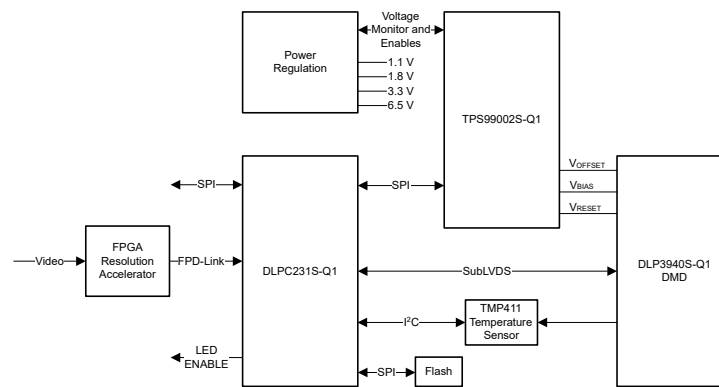 Voltage
Monitor and
Enables
Power
Regulation
1.1 V
1.8 V
3.3 V
6.5 V
TPS99002S-Q1
VOFFSET
VBIAS
VRESET
SPI
SPI
DLPC231S-Q1
Video
FPGA
Resolution
Accelerator
FPD-Link
SubLVDS
DLP3940S-Q1
DMD
I²C
TMP411
Temperature
Sensor
LED
ENABLE
SPI
Flash